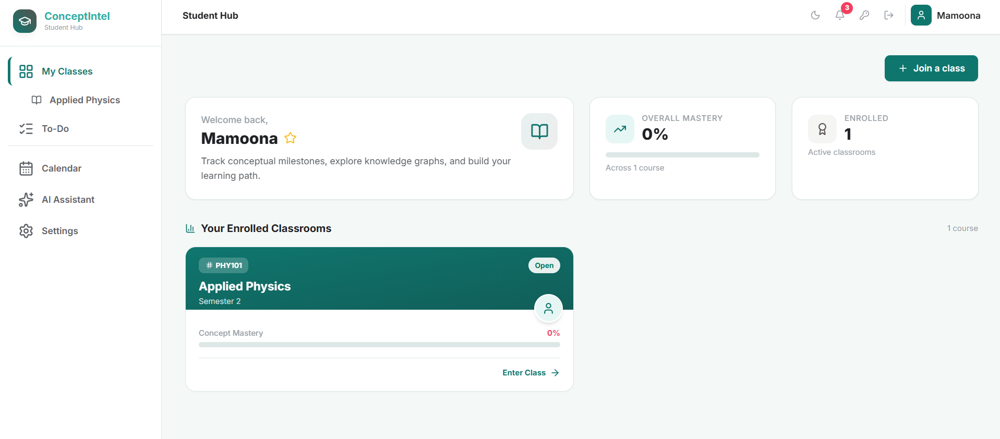 ConceptIntel
Student Hub
My Classes
Applied Physics
To-Do
Calendar
AI Assistant
Settings
Student Hub
3
Mamoona
+ Join a class
Welcome back,
Mamoona
Track conceptual milestones, explore knowledge graphs, and build your
learning path.
OVERALL MASTERY
0%
Across 1 course
ENROLLED
1
Active classrooms
Your Enrolled Classrooms
1 course
# PHY101
Open
Applied Physics
Semester 2
Concept Mastery
0%
Enter Class →